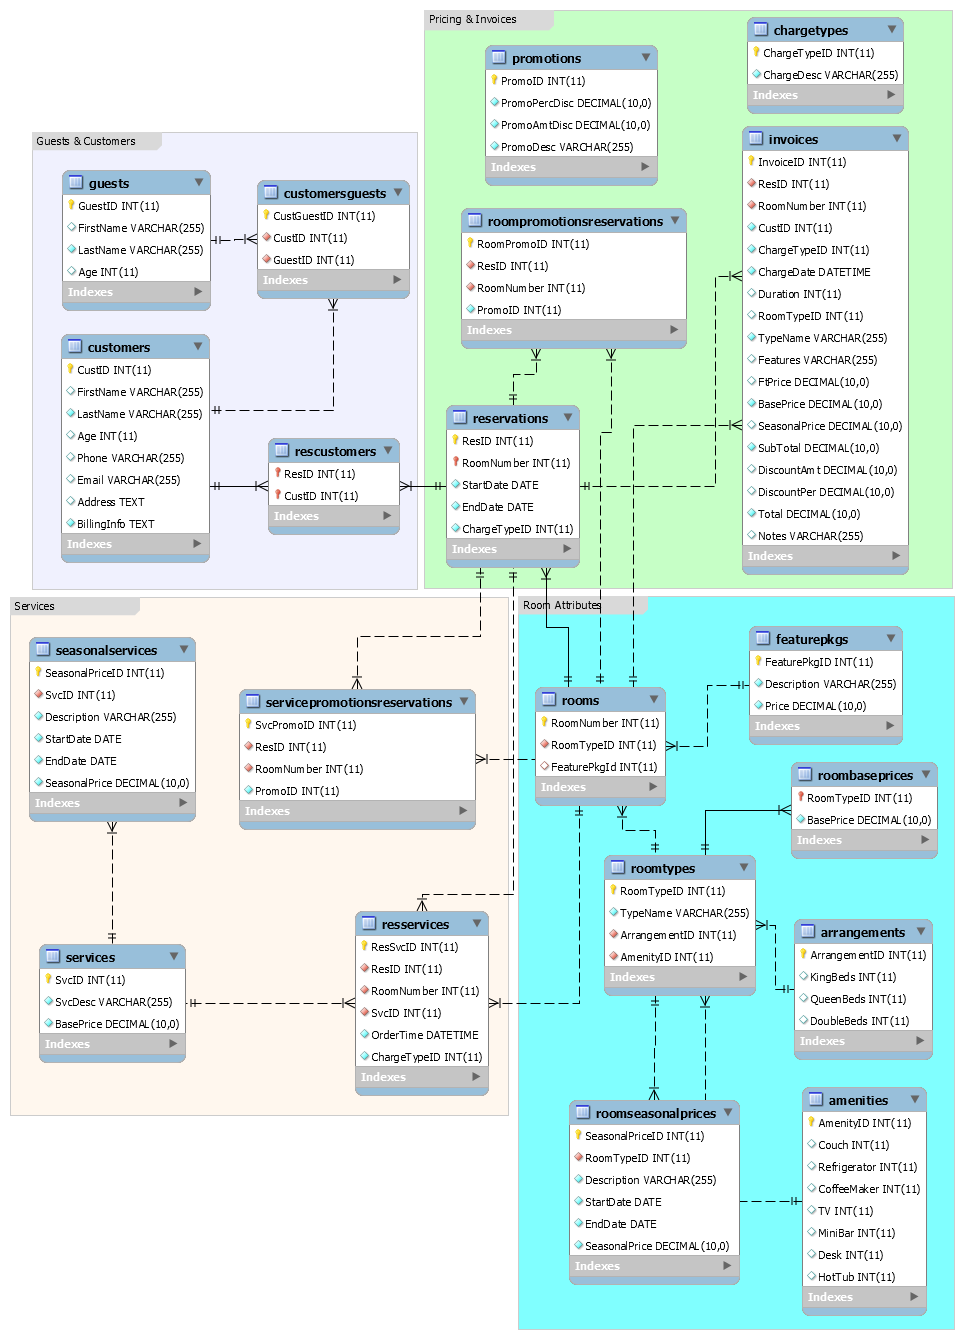 Pricing & Invoices
chargetypes
ChargeTypeID INT(11)
ChargeDesc VARCHAR(255)
Indexes
promotions
PromoID INT(11)
PromoPercDisc DECIMAL(10,0)
PromoAmtDisc DECIMAL(10,0)
PromoDesc VARCHAR(255)
Indexes
invoices
InvoiceID INT(11)
ResID INT(11)
RoomNumber INT(11)
CustID INT(11)
ChargeTypeID INT(11)
ChargeDate DATETIME
Duration INT(11)
RoomTypeID INT(11)
TypeName VARCHAR(255)
Features VARCHAR(255)
FtPrice DECIMAL(10,0)
BasePrice DECIMAL(10,0)
SeasonalPrice DECIMAL(10,0)
SubTotal DECIMAL(10,0)
DiscountAmt DECIMAL(10,0)
DiscountPer DECIMAL(10,0)
Total DECIMAL(10,0)
Notes VARCHAR(255)
Indexes
roompromotionsreservations
RoomPromoID INT(11)
ResID INT(11)
RoomNumber INT(11)
PromoID INT(11)
Indexes
reservations
ResID INT(11)
RoomNumber INT(11)
StartDate DATE
EndDate DATE
ChargeTypeID INT(11)
Indexes
Guests & Customers
guests
GuestID INT(11)
FirstName VARCHAR(255)
LastName VARCHAR(255)
Age INT(11)
Indexes
customersguests
CustGuestID INT(11)
CustID INT(11)
GuestID INT(11)
Indexes
customers
CustID INT(11)
FirstName VARCHAR(255)
LastName VARCHAR(255)
Age INT(11)
Phone VARCHAR(255)
Email VARCHAR(255)
Address TEXT
BillingInfo TEXT
Indexes
rescustomers
ResID INT(11)
CustID INT(11)
Indexes
Services
seasonalservices
SeasonalPriceID INT(11)
SvcID INT(11)
Description VARCHAR(255)
StartDate DATE
EndDate DATE
SeasonalPrice DECIMAL(10,0)
Indexes
servicepromotionsreservations
SvcPromoID INT(11)
ResID INT(11)
RoomNumber INT(11)
PromoID INT(11)
Indexes
services
SvcID INT(11)
SvcDesc VARCHAR(255)
BasePrice DECIMAL(10,0)
Indexes
resservices
ResSvcID INT(11)
ResID INT(11)
RoomNumber INT(11)
SvcID INT(11)
OrderTime DATETIME
ChargeTypeID INT(11)
Indexes
Room Attributes
featurepkgs
FeaturePkgID INT(11)
Description VARCHAR(255)
Price DECIMAL(10,0)
Indexes
rooms
RoomNumber INT(11)
RoomTypeID INT(11)
FeaturePkgId INT(11)
Indexes
roombaseprices
RoomTypeID INT(11)
BasePrice DECIMAL(10,0)
Indexes
roomtypes
RoomTypeID INT(11)
TypeName VARCHAR(255)
ArrangementID INT(11)
AmenityID INT(11)
Indexes
arrangements
ArrangementID INT(11)
KingBeds INT(11)
QueenBeds INT(11)
DoubleBeds INT(11)
Indexes
roomseasonalprices
SeasonalPriceID INT(11)
RoomTypeID INT(11)
Description VARCHAR(255)
StartDate DATE
EndDate DATE
SeasonalPrice DECIMAL(10,0)
Indexes
amenities
AmenityID INT(11)
Couch INT(11)
Refrigerator INT(11)
CoffeeMaker INT(11)
TV INT(11)
MiniBar INT(11)
Desk INT(11)
HotTub INT(11)
Indexes